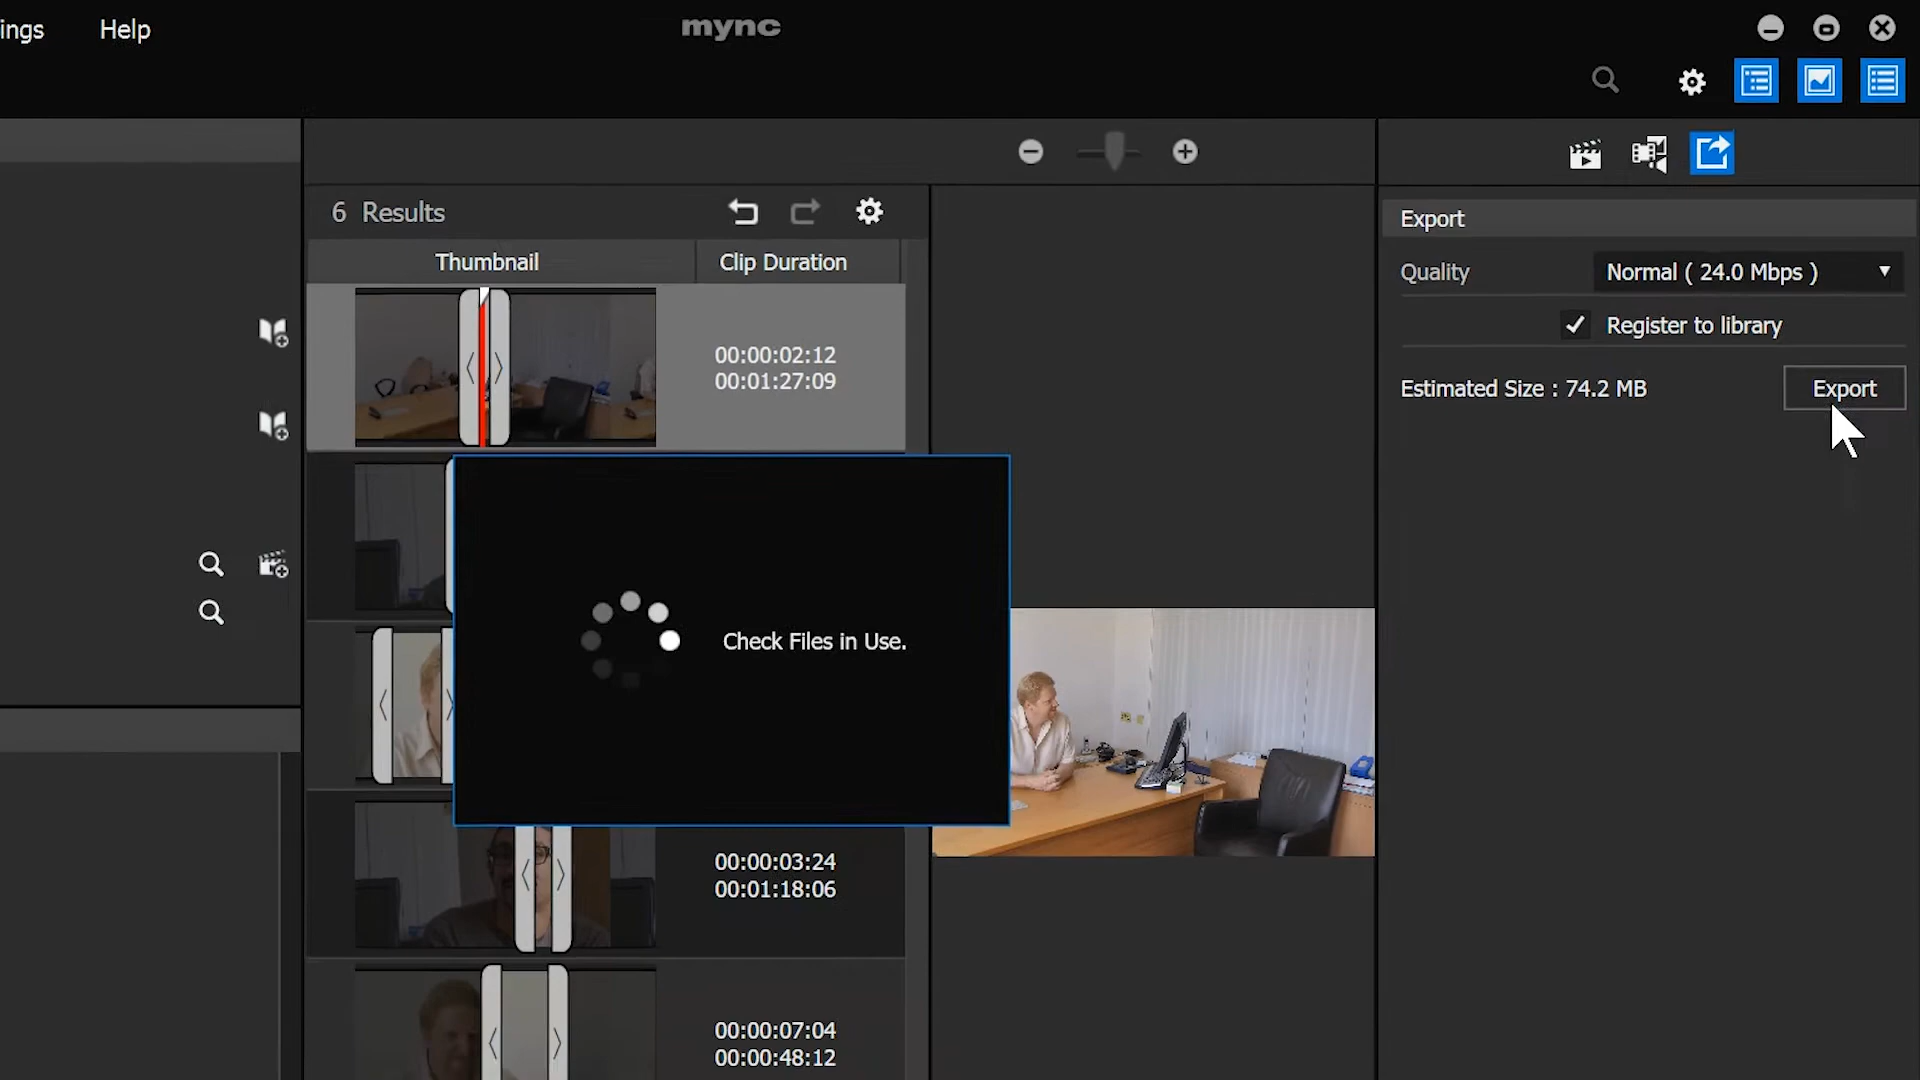 ings Help
mync
6 Results
Thumbnail Clip Duration
00:00:02:12
00:01:27:09
Check Files in Use.
00:00:03:24
00:01:18:06
00:00:07:04
00:00:48:12
Export
Quality Normal ( 24.0 Mbps )
Register to library
Estimated Size : 74.2 MB Export